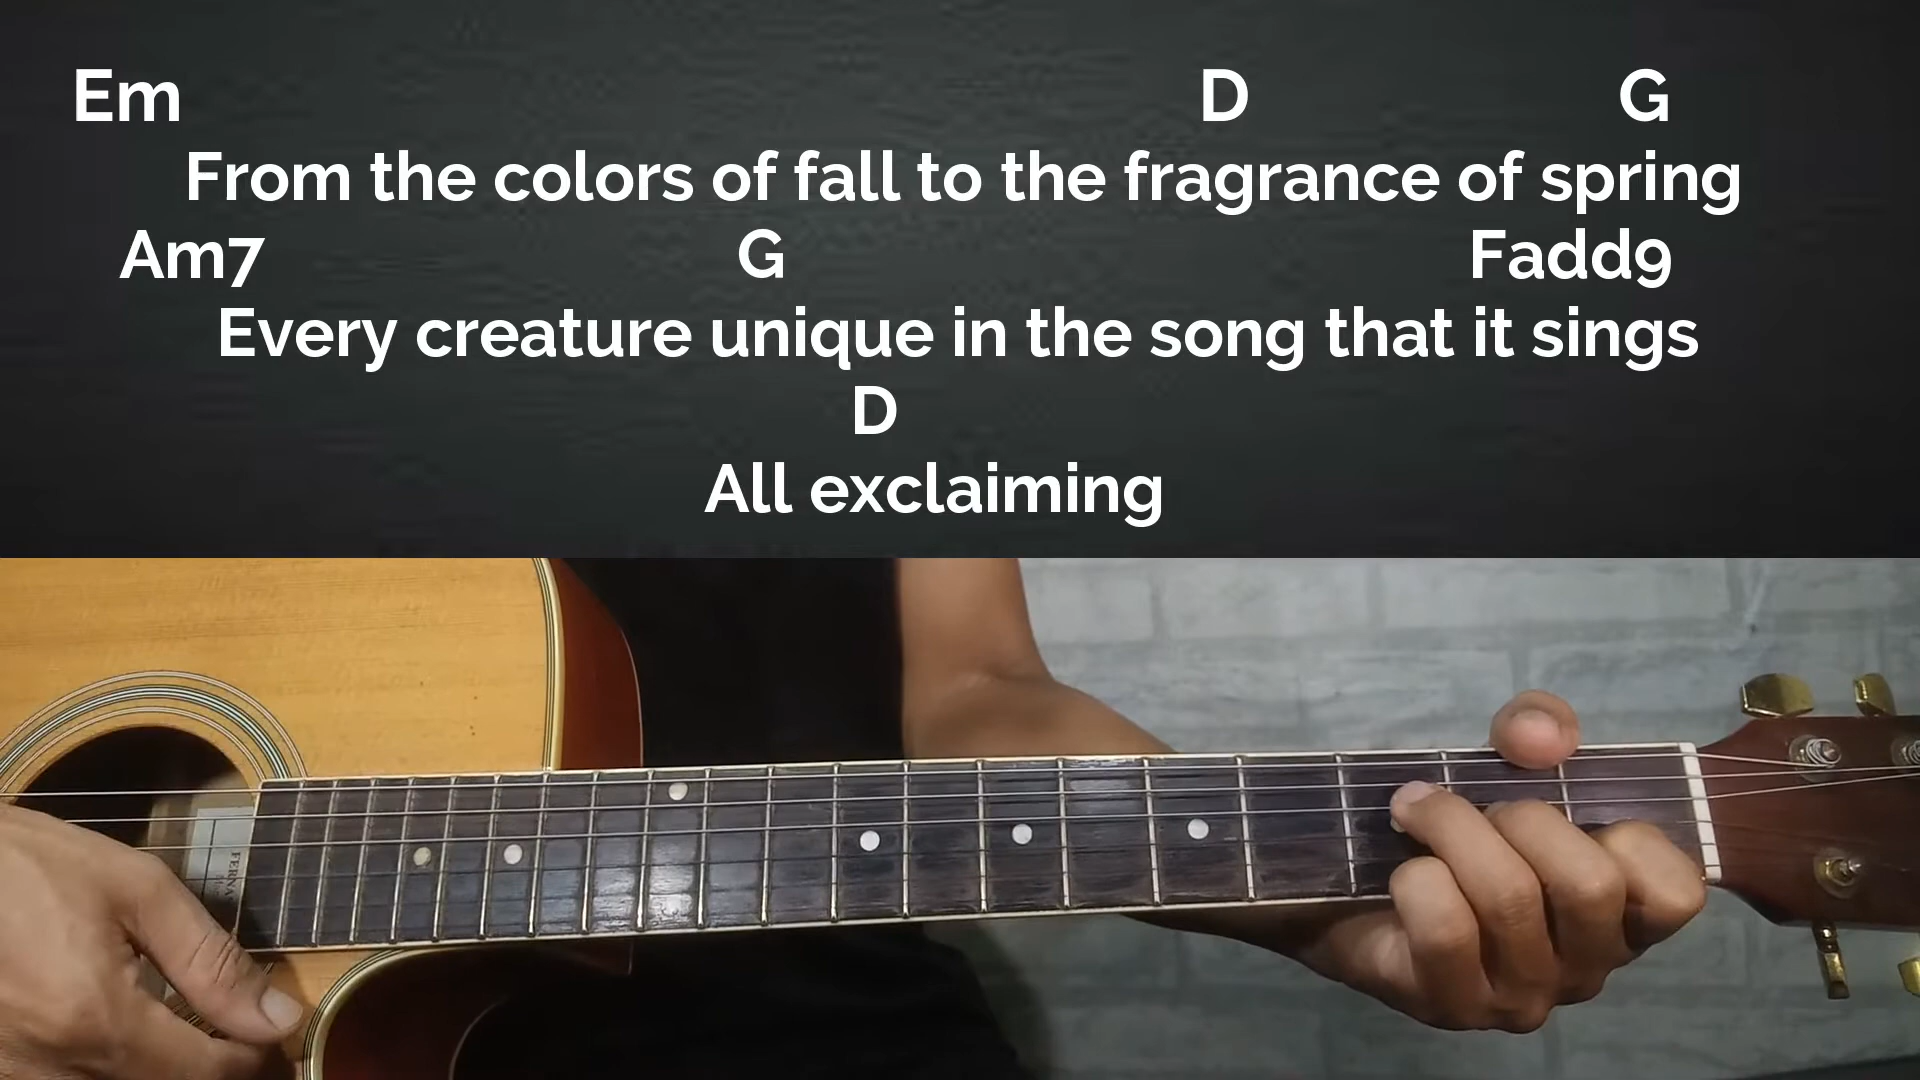 Em D G
From the colors of fall to the fragrance of spring
Am7 G Fadd9
Every creature unique in the song that it sings
D
All exclaiming